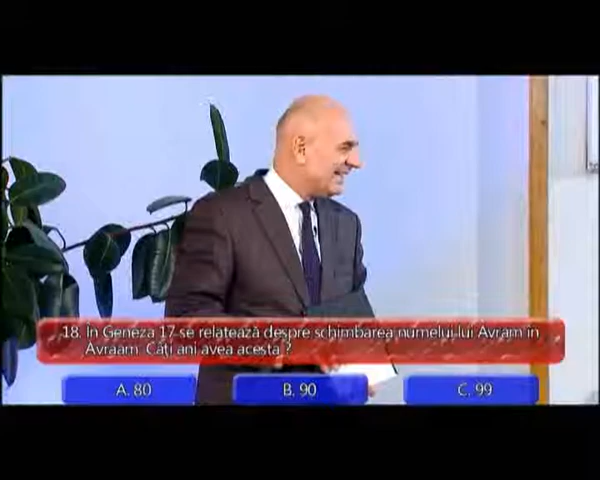 18. În Geneza 17 se relatează despre schimbarea numelui lui Avram în
Avraam. Câţi ani avea acesta ?
A. 80
B. 90
C. 99